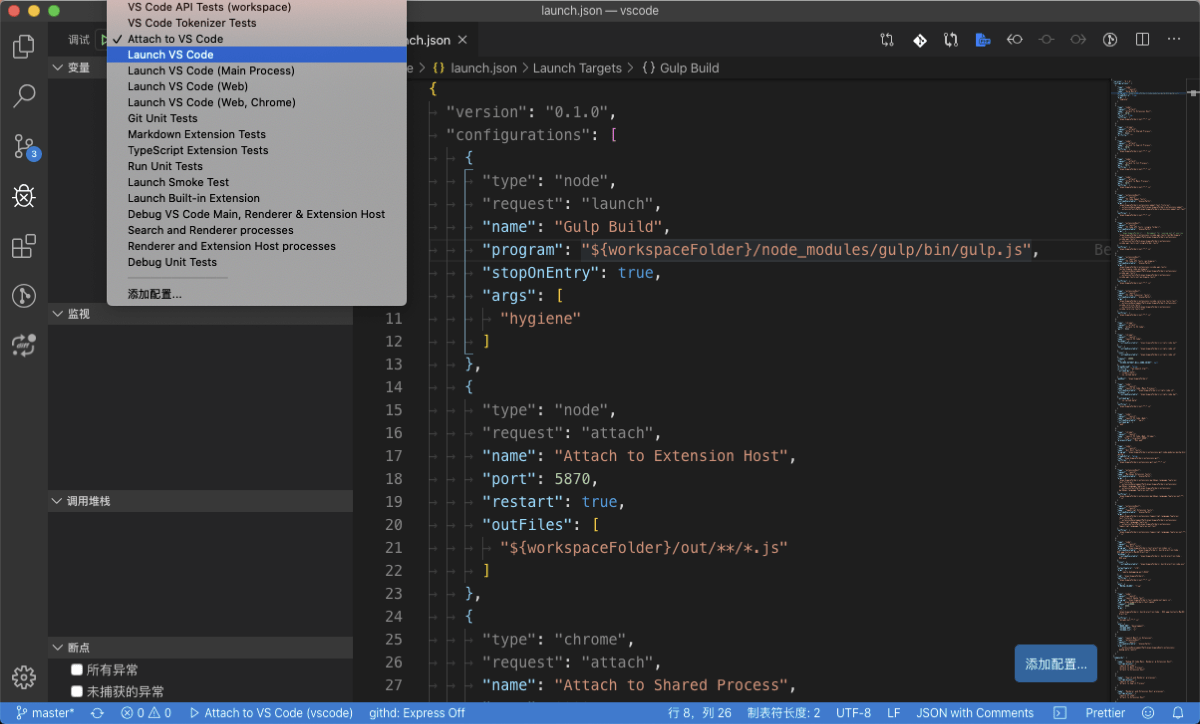 launch.json — vscode
VS Code API Tests (workspace)
VS Code Tokenizer Tests
✓ Attach to VS Code
Launch VS Code
Launch VS Code (Main Process)
Launch VS Code (Web)
Launch VS Code (Web, Chrome)
Git Unit Tests
Markdown Extension Tests
TypeScript Extension Tests
Run Unit Tests
Launch Smoke Test
Launch Built-in Extension
Debug VS Code Main, Renderer & Extension Host
Search and Renderer processes
Renderer and Extension Host processes
Debug Unit Tests
添加配置...
调试
变量
监视
调用堆栈
断点
所有异常
未捕获的异常
3
ch.json ×
e > {} launch.json > Launch Targets > {} Gulp Build
{
"version": "0.1.0",
"configurations": [
{
"type": "node",
"request": "launch",
"name": "Gulp Build",
"program": "${workspaceFolder}/node_modules/gulp/bin/gulp.js",
"stopOnEntry": true,
"args": [
11 "hygiene"
12 ]
13 },
14 {
15 "type": "node",
16 "request": "attach",
17 "name": "Attach to Extension Host",
18 "port": 5870,
19 "restart": true,
20 "outFiles": [
21 "${workspaceFolder}/out/**/*.js"
22 ]
23 },
24 {
25 "type": "chrome",
26 "request": "attach",
27 "name": "Attach to Shared Process",
添加配置...
master* 0 0 Attach to VS Code (vscode) githd: Express Off 行 8，列 26 制表符长度: 2 UTF-8 LF JSON with Comments Prettier